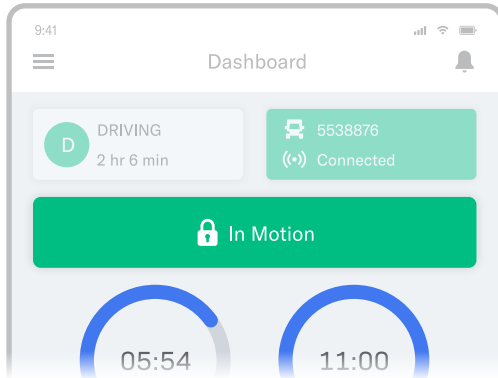 9:41
Dashboard
D
DRIVING
2 hr 6 min
5538876
Connected
In Motion
05:54
11:00